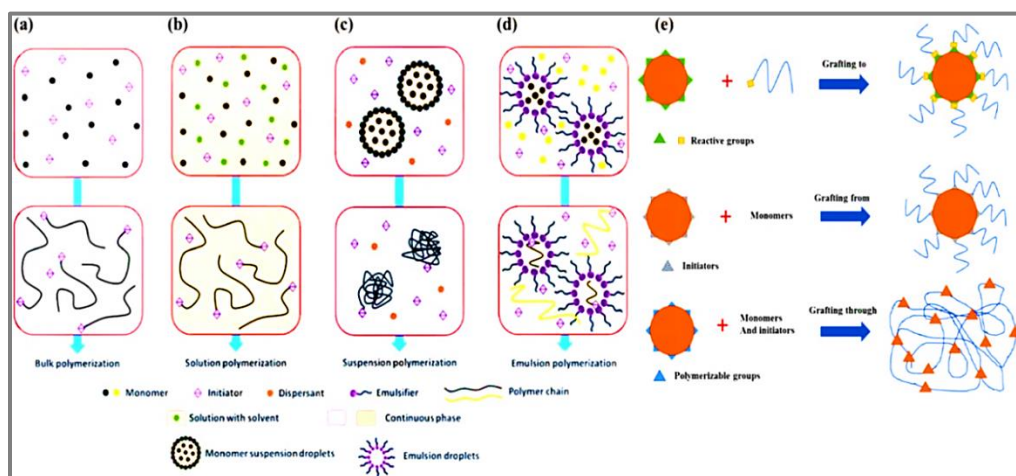 (a)
(b)
(c)
(d)
(e)
Grafting to
+
Reactive groups
Grafting from
+ Monomers
Initiators
Grafting through
+ Monomers
And initiators
Polymerizable groups
Bulk polymerization
Solution polymerization
Suspension polymerization
Emulsion polymerization
Monomer
Initiator
Dispersant
Emulsifier
Polymer chain
Solution with solvent
Continuous phase
Monomer suspension droplets
Emulsion droplets